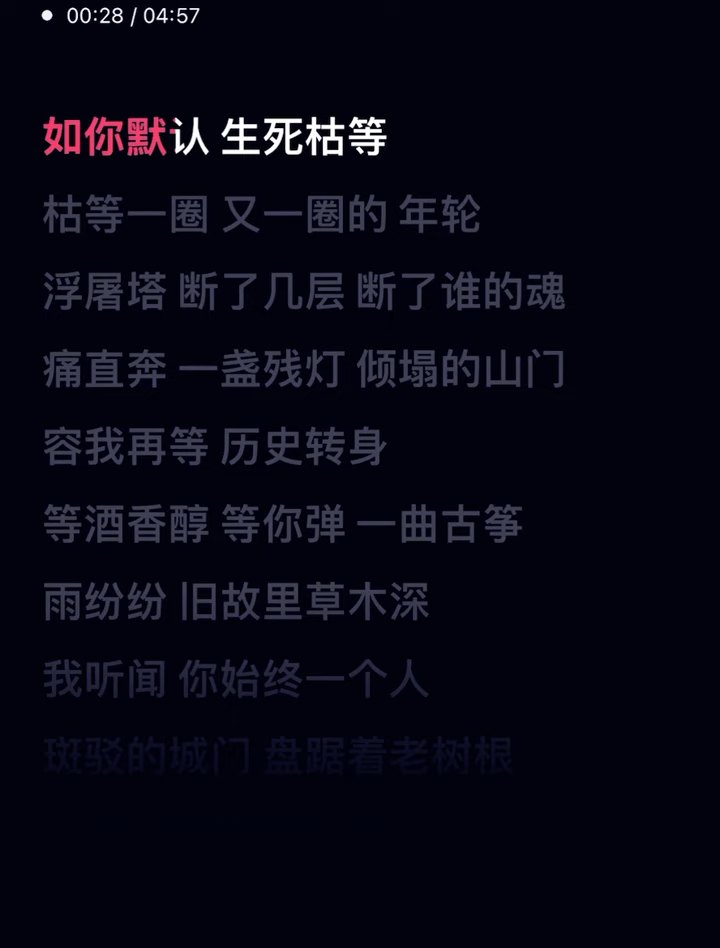 00:28 / 04:57
如你默认 生死枯等
枯等一圈 又一圈的 年轮
浮屠塔 断了几层 断了谁的魂
痛直奔 一盏残灯 倾塌的山门
容我再等 历史转身
等酒香醇 等你弹 一曲古筝
雨纷纷 旧故里草木深
我听闻 你始终一个人
斑驳的城门 盘踞着老树根